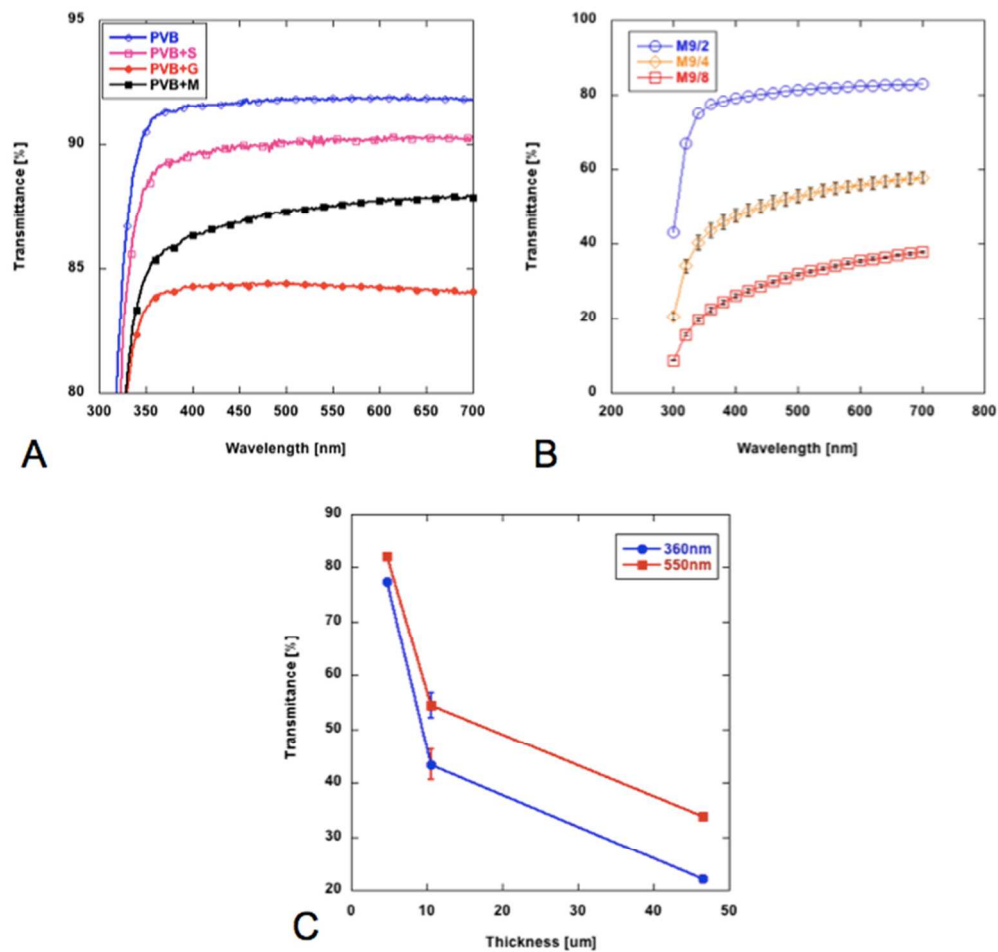 95
90
85
80
Transmittance [%]
PVB
PVB+S
PVB+G
PVB+M
300 350 400 450 500 550 600 650 700
Wavelength [nm]
A
100
80
60
40
20
0
Transmittance [%]
M9/2
M9/4
M9/8
200 300 400 500 600 700 800
Wavelength [nm]
B
90
80
70
60
50
40
30
20
Transmitance [%]
360nm
550nm
0 10 20 30 40 50
Thickness [um]
C